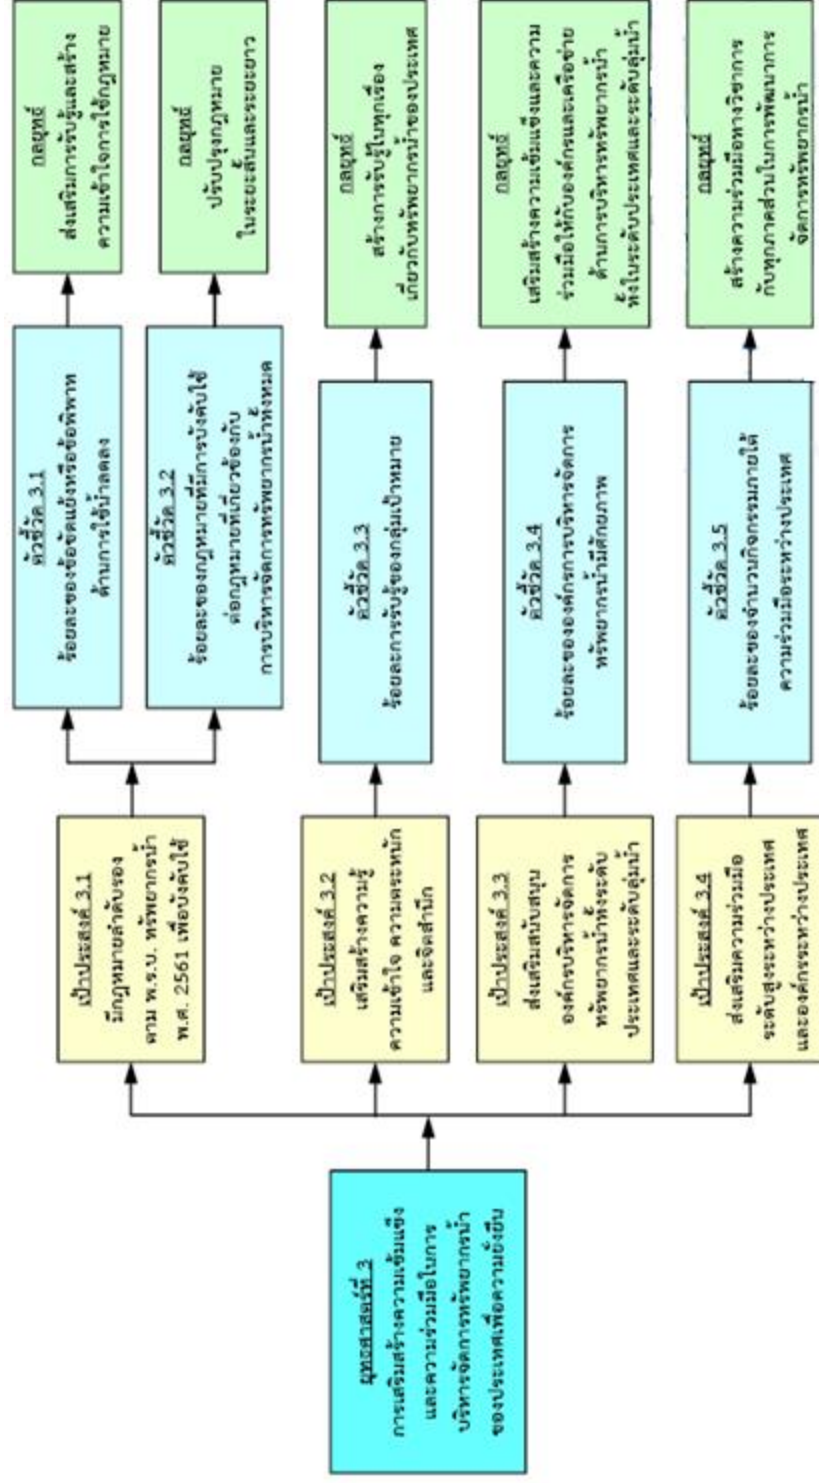 ยุทธศาสตร์ที่ 3
การเสริมสร้างความเข้มแข็ง
และความร่วมมือในการ
บริหารจัดการทรัพยากรน้ำ
ของประเทศเพื่อความยั่งยืน
เป้าประสงค์ 3.1
มีกฎหมายลำดับรอง
ตาม พ.ร.บ. ทรัพยากรน้ำ
พ.ศ. 2561 เพื่อบังคับใช้
ตัวชี้วัด 3.1
ร้อยละของข้อขัดแย้งหรือข้อพิพาท
ด้านการใช้น้ำลดลง
กลยุทธ์
ส่งเสริมการรับรู้และสร้าง
ความเข้าใจการใช้กฎหมาย
ตัวชี้วัด 3.2
ร้อยละของกฎหมายที่มีการบังคับใช้
ต่อกฎหมายที่เกี่ยวข้องกับ
การบริหารจัดการทรัพยากรน้ำทั้งหมด
กลยุทธ์
ปรับปรุงกฎหมาย
ในระยะสั้นและระยะยาว
เป้าประสงค์ 3.2
เสริมสร้างความรู้
ความเข้าใจ ความตระหนัก
และจิตสำนึก
ตัวชี้วัด 3.3
ร้อยละการรับรู้ของกลุ่มเป้าหมาย
กลยุทธ์
สร้างการรับรู้ในทุกเรื่อง
เกี่ยวกับทรัพยากรน้ำของประเทศ
เป้าประสงค์ 3.3
ส่งเสริมสนับสนุน
องค์กรบริหารจัดการ
ทรัพยากรน้ำทั้งระดับ
ประเทศและระดับลุ่มน้ำ
ตัวชี้วัด 3.4
ร้อยละขององค์กรการบริหารจัดการ
ทรัพยากรน้ำมีศักยภาพ
กลยุทธ์
เสริมสร้างความเข้มแข็งและความ
ร่วมมือให้กับองค์กรและเครือข่าย
ด้านการบริหารทรัพยากรน้ำ
ทั้งในระดับประเทศและระดับลุ่มน้ำ
เป้าประสงค์ 3.4
ส่งเสริมความร่วมมือ
ระดับสูงระหว่างประเทศ
และองค์กรระหว่างประเทศ
ตัวชี้วัด 3.5
ร้อยละของจำนวนกิจกรรมภายใต้
ความร่วมมือระหว่างประเทศ
กลยุทธ์
สร้างความร่วมมือทางวิชาการ
กับทุกภาคส่วนในการพัฒนาการ
จัดการทรัพยากรน้ำ